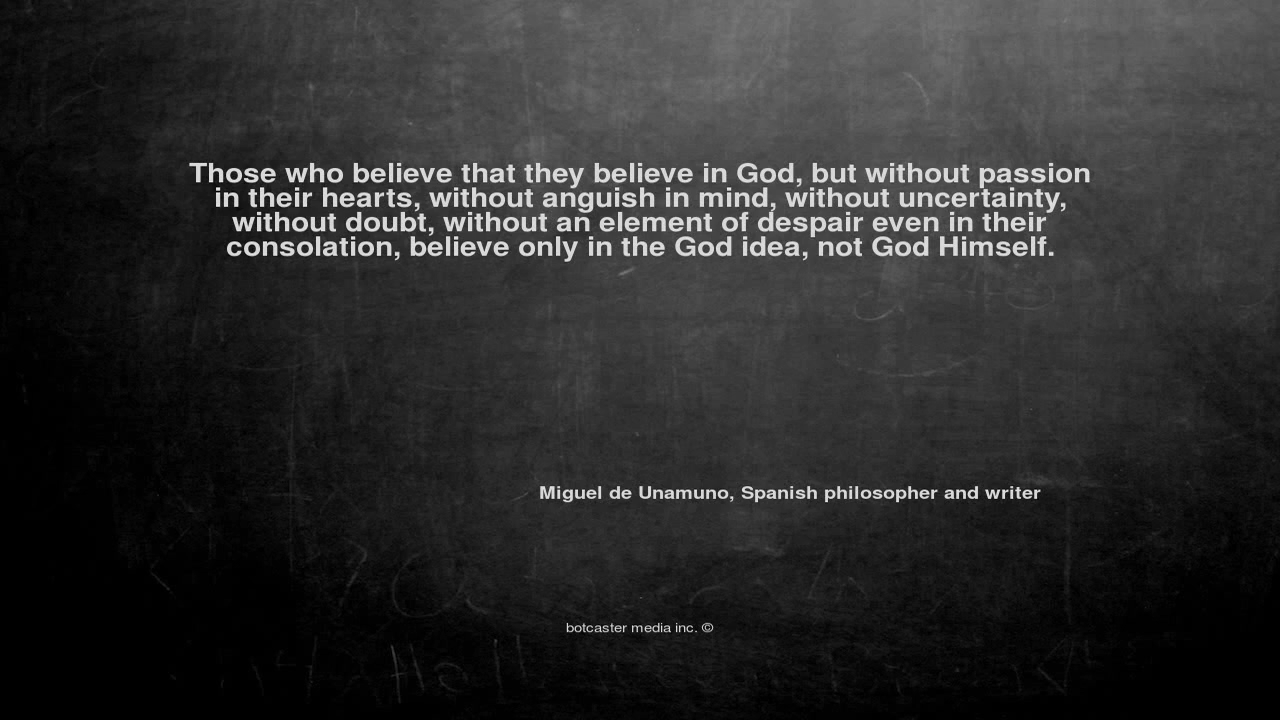 Those who believe that they believe in God, but without passion
in their hearts, without anguish in mind, without uncertainty,
without doubt, without an element of despair even in their
consolation, believe only in the God idea, not God Himself.
Miguel de Unamuno, Spanish philosopher and writer
botcaster media inc. ©